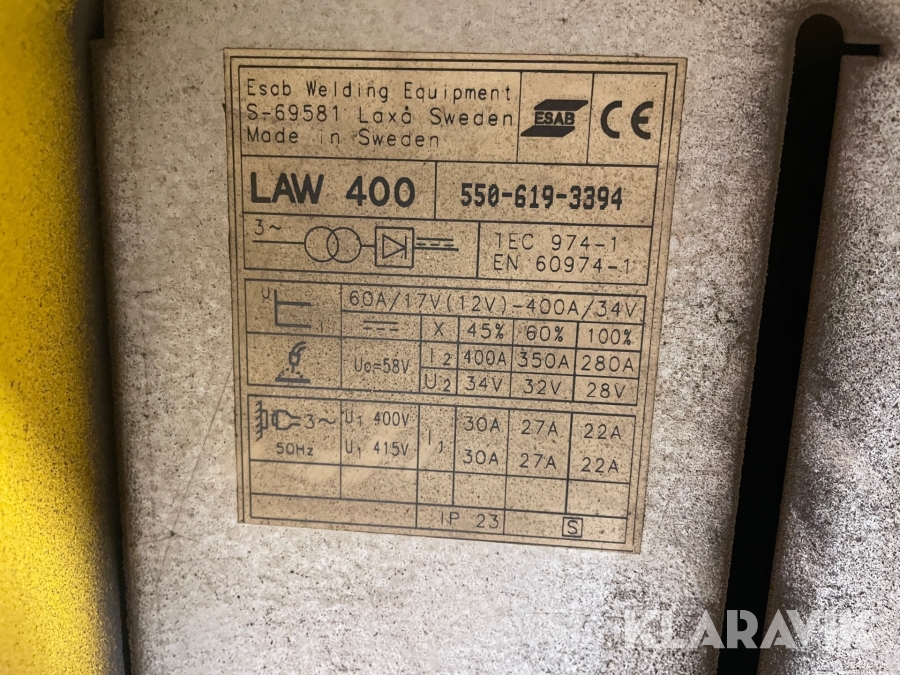 Esab Welding Equipment
S-69581 Laxå Sweden
Made in Sweden
ESAB
CE
LAW 400
550-619-3394
3~
IEC 974-1
EN 60974-1
U
I
60A/17V(12V)-400A/34V
X 45% 60% 100%
U0=58V
I2 400A 350A 280A
U2 34V 32V 28V
3~
50Hz
U1 400V
U1 415V
I1
30A 27A 22A
30A 27A 22A
IP 23
S
KLARAVIK